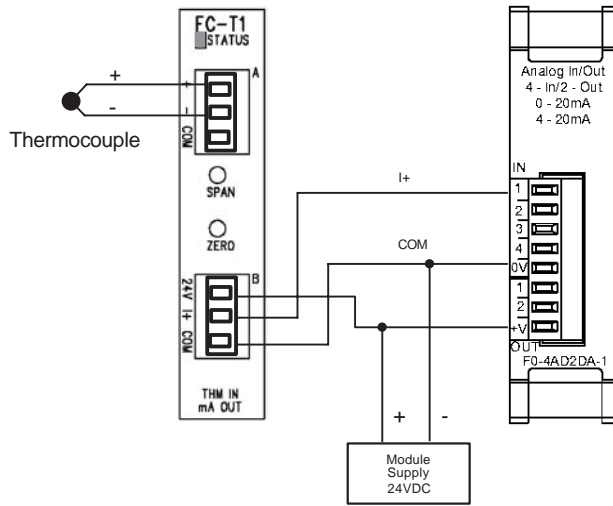 FC-T1
STATUS
A
+
-
COM
+
-
Thermocouple
SPAN
ZERO
B
24V
I+
COM
THM IN
mA OUT
I+
COM
Analog In/Out
4 - In/2 - Out
0 - 20mA
4 - 20mA
IN
1
2
3
4
0V
1
2
+V
OUT
F0-4AD2DA-1
+
-
Module
Supply
24VDC